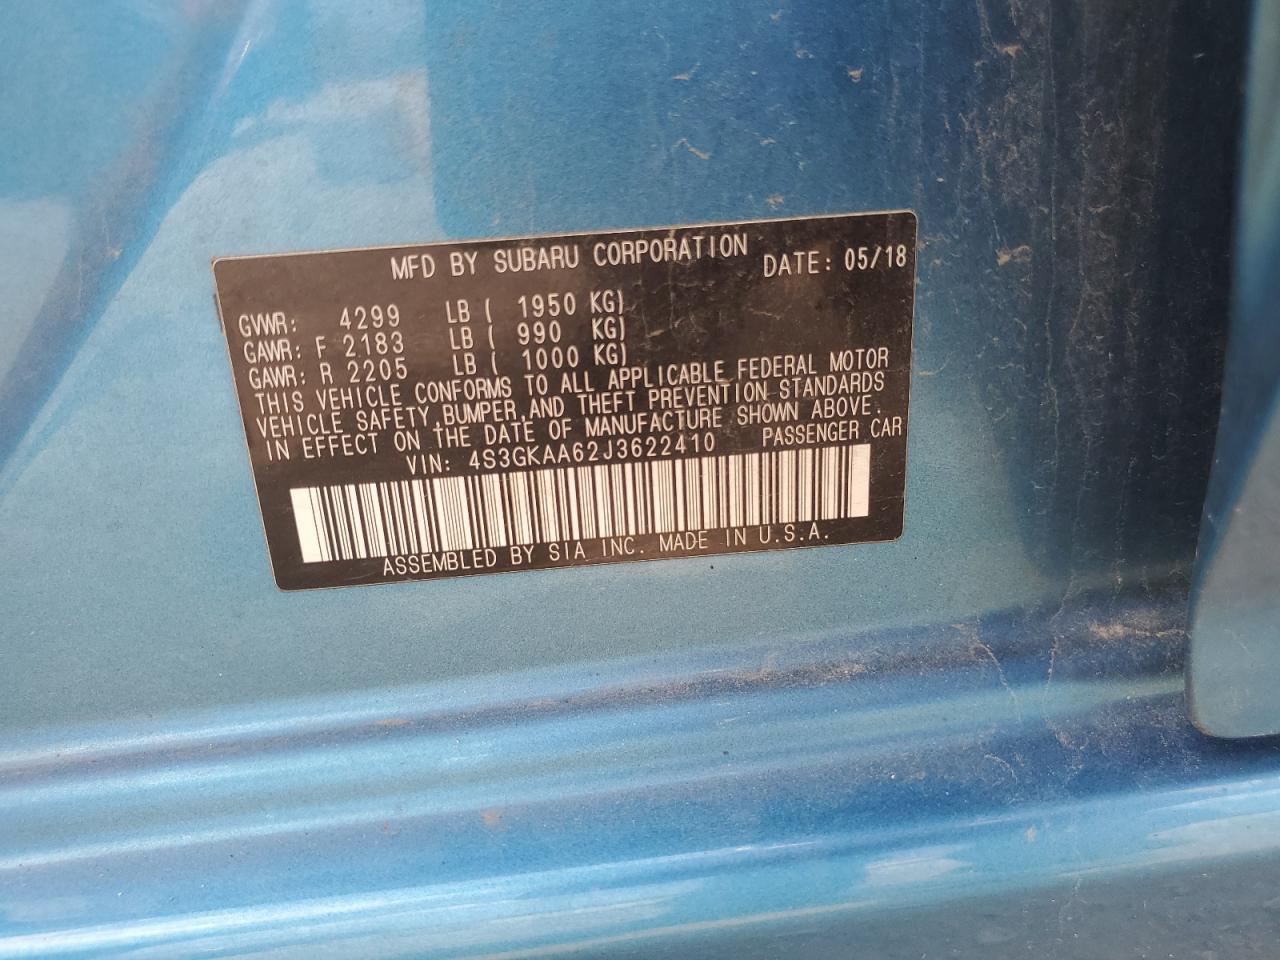 MFD BY SUBARU CORPORATION DATE: 05/18
GVWR: 4299 LB ( 1950 KG)
GAWR: F 2183 LB ( 990 KG)
GAWR: R 2205 LB ( 1000 KG)
THIS VEHICLE CONFORMS TO ALL APPLICABLE FEDERAL MOTOR
VEHICLE SAFETY,BUMPER,AND THEFT PREVENTION STANDARDS
IN EFFECT ON THE DATE OF MANUFACTURE SHOWN ABOVE.
VIN: 4S3GKAA62J3622410 PASSENGER CAR
ASSEMBLED BY SIA INC. MADE IN U.S.A.